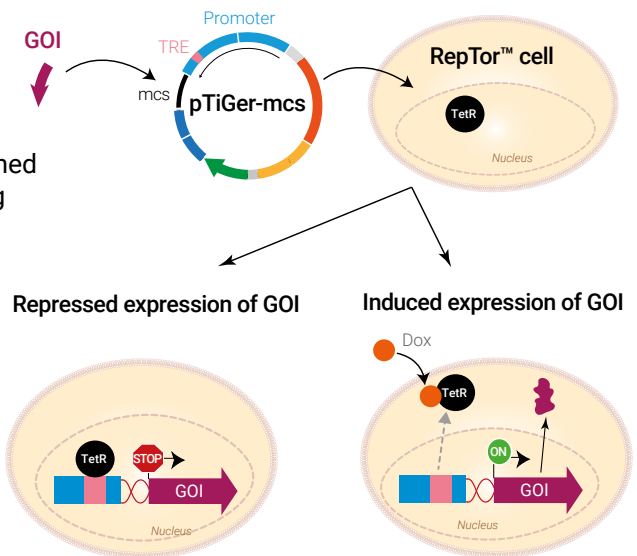 Promoter
GOI
TRE
RepTor™ cell
mcs
pTiGer-mcs
TetR
Nucleus
ned
g
Repressed expression of GOI
Induced expression of GOI
Dox
TetR
TetR
STOP
ON
GOI
GOI
Nucleus
Nucleus